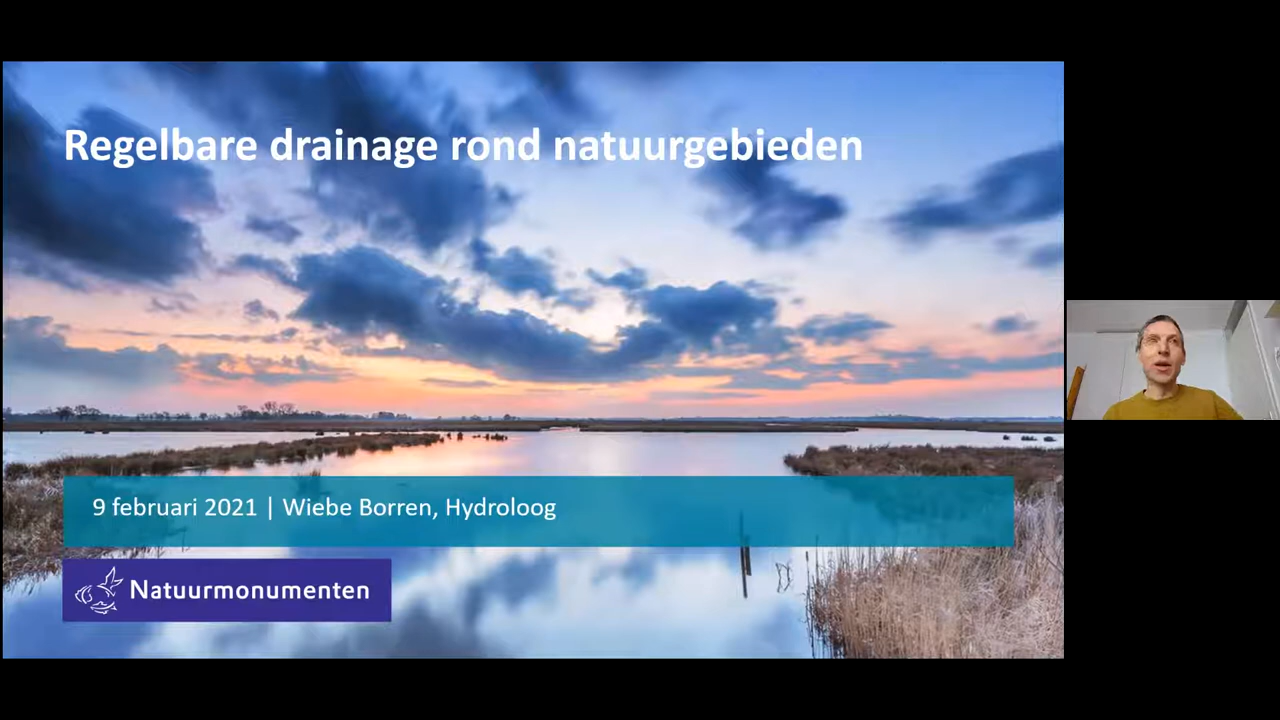 Regelbare drainage rond natuurgebieden
9 februari 2021 | Wiebe Borren, Hydroloog
Natuurmonumenten